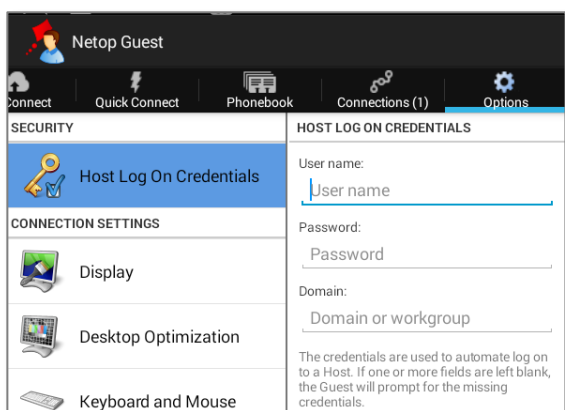 Netop Guest
Connect
Quick Connect
Phonebook
Connections (1)
Options
SECURITY
Host Log On Credentials
CONNECTION SETTINGS
Display
Desktop Optimization
Keyboard and Mouse
HOST LOG ON CREDENTIALS
User name:
User name
Password:
Password
Domain:
Domain or workgroup
The credentials are used to automate log on
to a Host. If one or more fields are left blank,
the Guest will prompt for the missing
credentials.